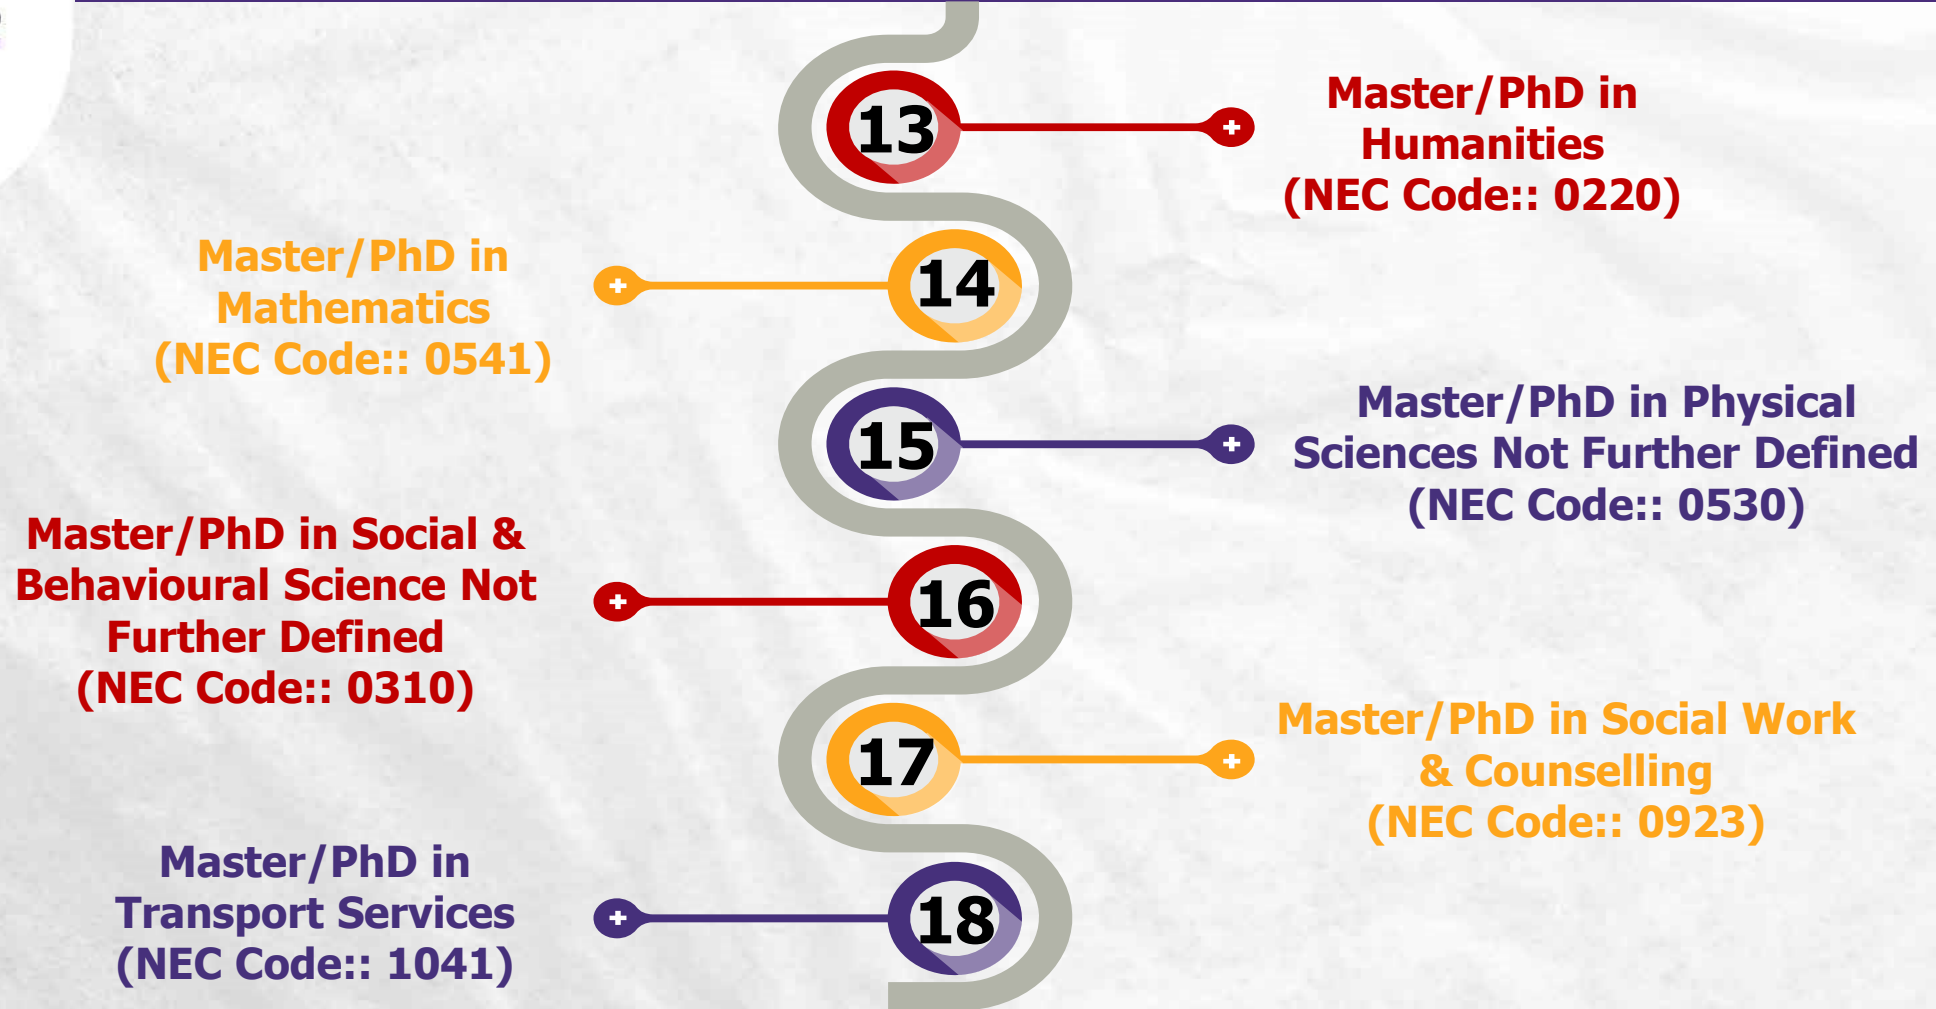 13
Master/PhD in
Humanities
(NEC Code:: 0220)
14
Master/PhD in
Mathematics
(NEC Code:: 0541)
15
Master/PhD in Physical
Sciences Not Further Defined
(NEC Code:: 0530)
16
Master/PhD in Social &
Behavioural Science Not
Further Defined
(NEC Code:: 0310)
17
Master/PhD in Social Work
& Counselling
(NEC Code:: 0923)
18
Master/PhD in
Transport Services
(NEC Code:: 1041)